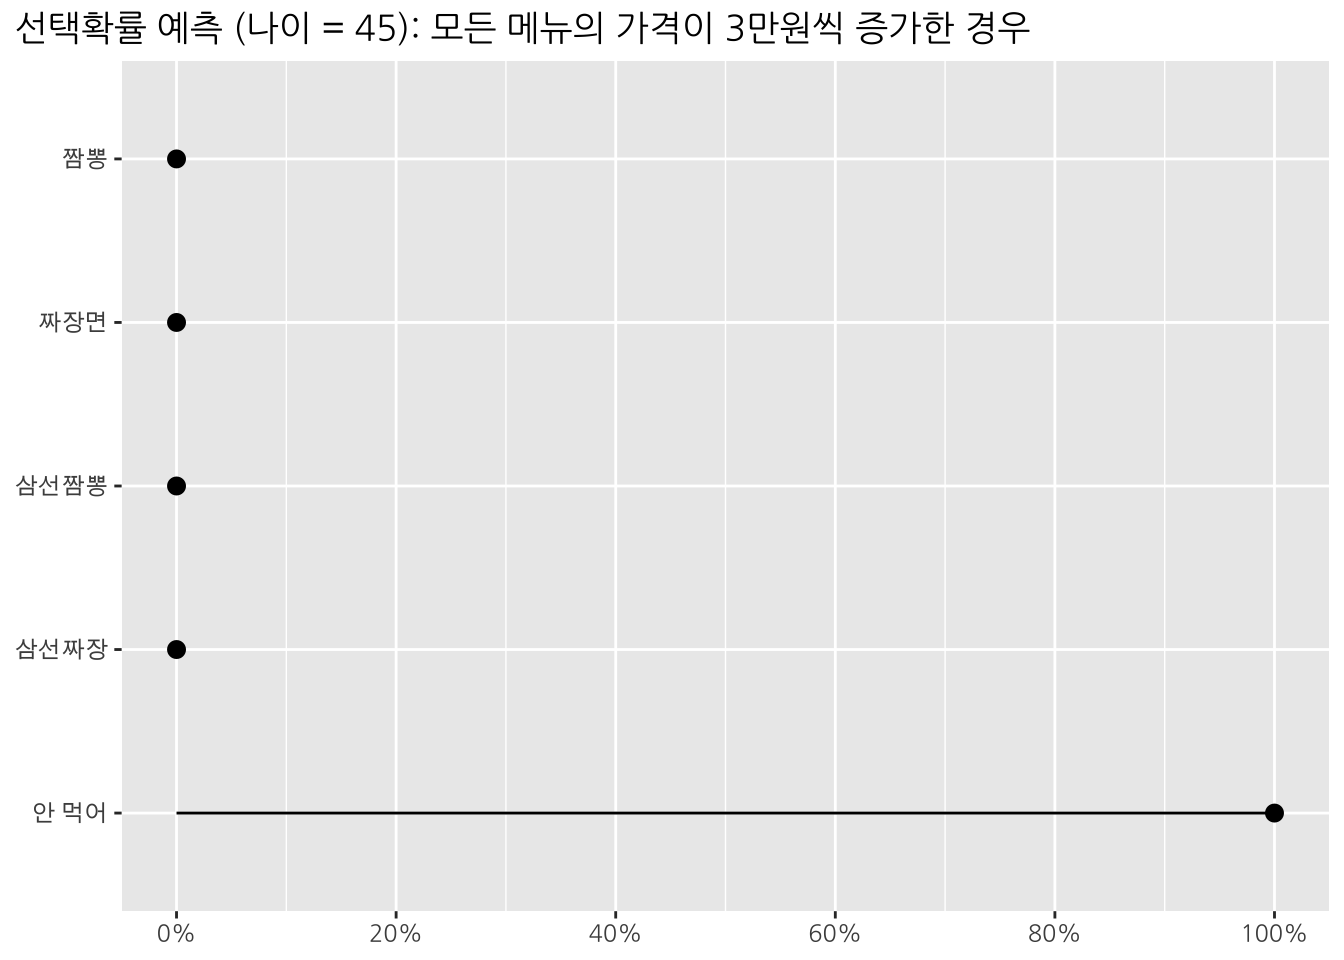 선택확률 예측 (나이 = 45): 모든 메뉴의 가격이 3만원씩 증가한 경우
짬뽕
짜장면
삼선짬뽕
삼선짜장
안 먹어
0% 20% 40% 60% 80% 100%